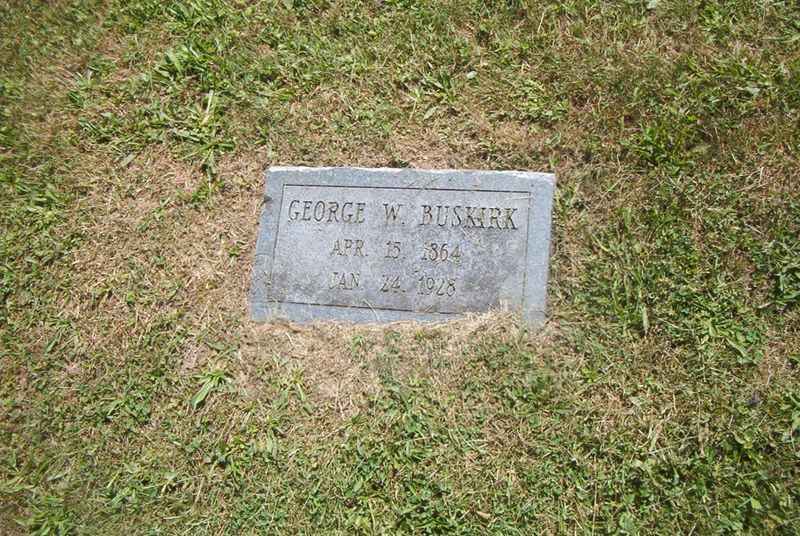 GEORGE W. BUSKIRK
APR. 15. 1864
JAN. 24. 1928